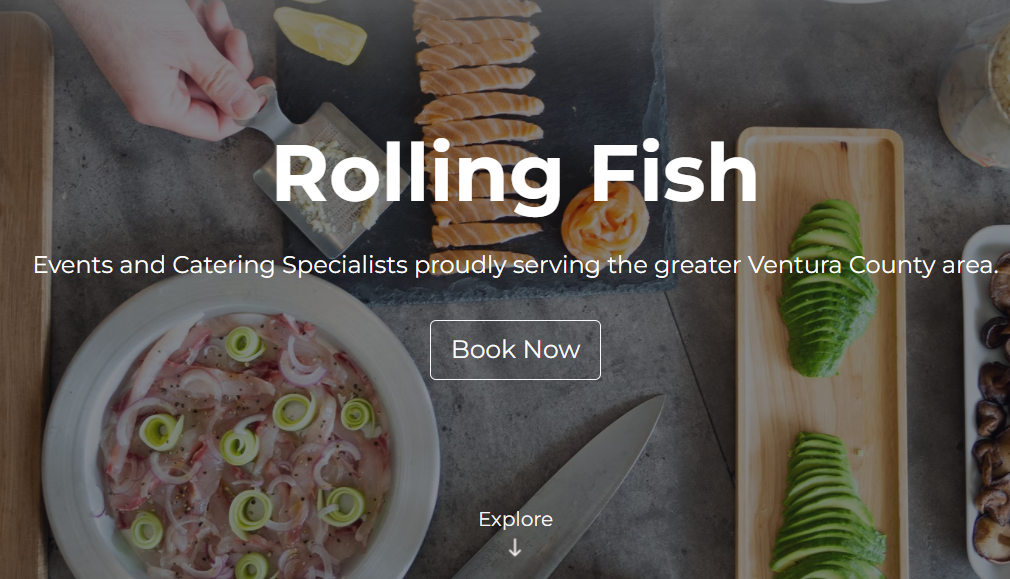 Rolling Fish
Events and Catering Specialists proudly serving the greater Ventura County area.
Book Now
Explore